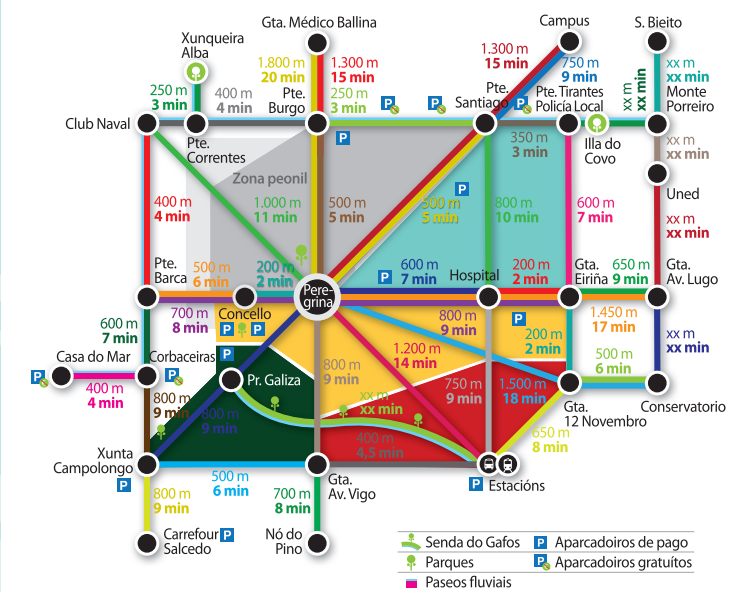 Gta. Médico Ballina
Campus
S. Bieito
Xunqueira
Alba
1.800 m
20 min
1.300 m
15 min
1.300 m
15 min
750 m
9 min
xx m
xx min
xx m
xx min
250 m
3 min
400 m
4 min
Pte.
Burgo
250 m
3 min
Pte.
Santiago
Pte. Tirantes
Policía Local
Monte
Porreiro
Club Naval
Pte.
Correntes
P
P
P
P
350 m
3 min
Illa do
Covo
xx m
xx min
Zona peonil
Uned
400 m
4 min
1.000 m
11 min
500 m
5 min
500 m
5 min
P
800 m
10 min
600 m
7 min
xx m
xx min
Pte.
Barca
500 m
6 min
200 m
2 min
Pere-
grina
P
600 m
7 min
Hospital
200 m
2 min
Gta.
Eiriña
650 m
9 min
Gta.
Av. Lugo
700 m
8 min
Concello
P
P
800 m
9 min
P
1.450 m
17 min
600 m
7 min
200 m
2 min
xx m
xx min
Casa do Mar
Corbaceiras
P
1.200 m
14 min
500 m
6 min
P
400 m
4 min
P
800 m
9 min
Pr. Galiza
800 m
9 min
xx m
xx min
750 m
9 min
1.500 m
18 min
Gta.
12 Novembro
Conservatorio
800 m
9 min
400 m
4,5 min
650 m
8 min
Xunta
Campolongo
P
500 m
6 min
Gta.
Av. Vigo
P
Estacións
800 m
9 min
700 m
8 min
Carrefour P
Salcedo
Nó do
Pino
Senda do Gafos
P Aparcadoiros de pago
Parques
P Aparcadoiros gratuítos
Paseos fluviais